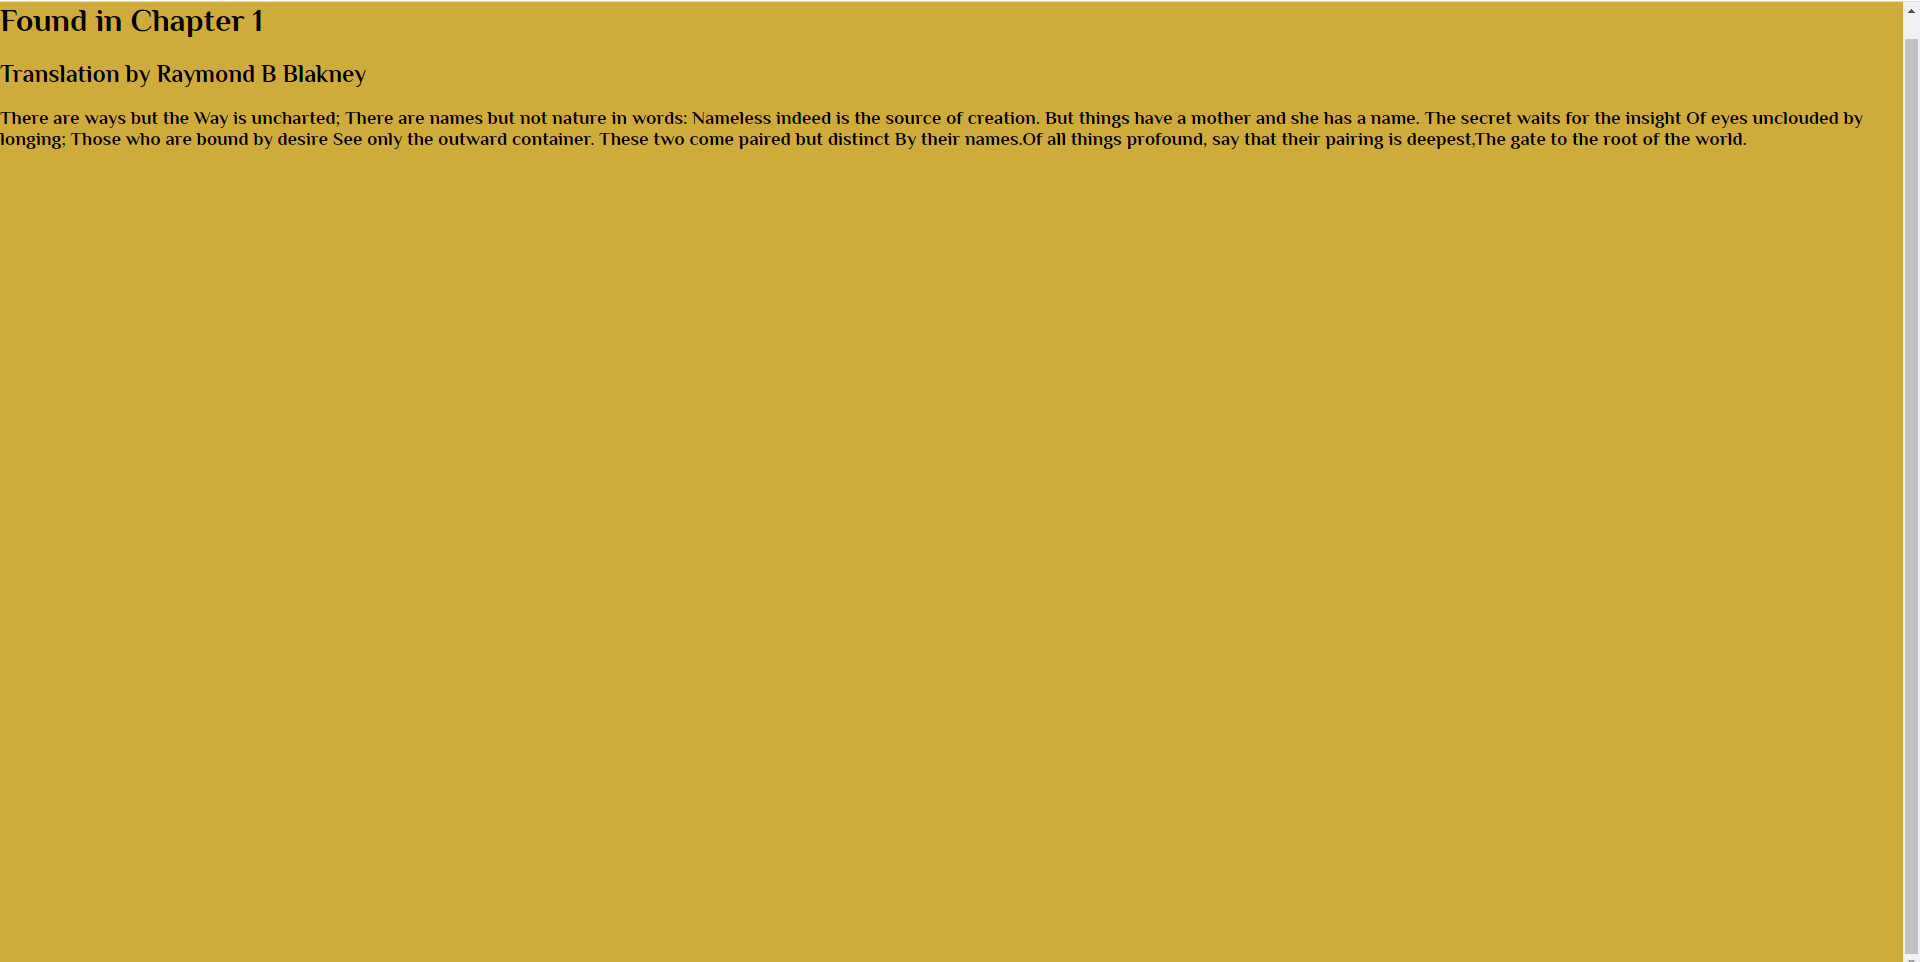 Found in Chapter 1
Translation by Raymond B Blakney
There are ways but the Way is uncharted; There are names but not nature in words: Nameless indeed is the source of creation. But things have a mother and she has a name. The secret waits for the insight Of eyes unclouded by
longing; Those who are bound by desire See only the outward container. These two come paired but distinct By their names.Of all things profound, say that their pairing is deepest,The gate to the root of the world.